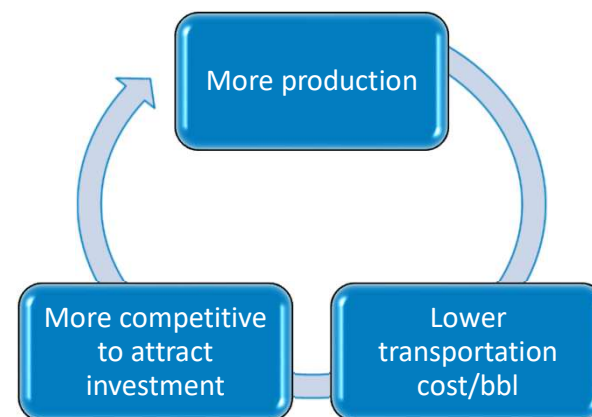 More production
Lower
transportation
cost/bbl
More competitive
to attract
investment